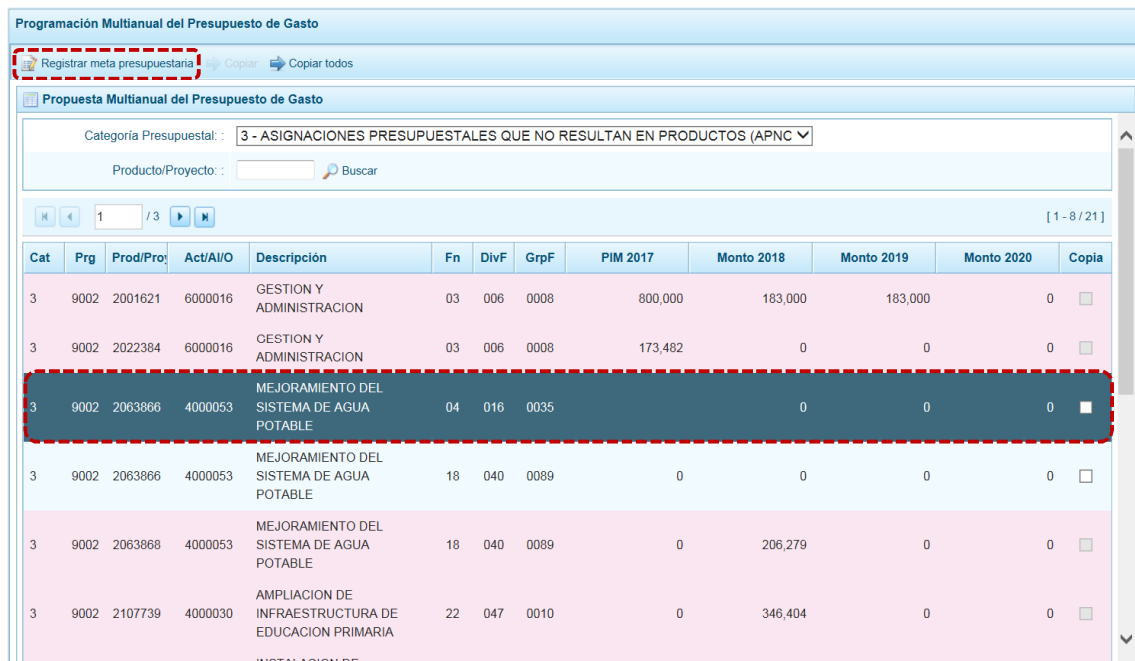 Programación Multianual del Presupuesto de Gasto
Registrar meta presupuestaria Copiar Copiar todos
Propuesta Multianual del Presupuesto de Gasto
Categoría Presupuestal: : 3 - ASIGNACIONES PRESUPUESTALES QUE NO RESULTAN EN PRODUCTOS (APNC
Producto/Proyecto: : Buscar
1 / 3 [ 1 - 8 / 21 ]
Cat Prg Prod/Proy Act/AI/O Descripción Fn DivF GrpF PIM 2017 Monto 2018 Monto 2019 Monto 2020 Copia
GESTION Y
3 9002 2001621 6000016 03 006 0008 800,000 183,000 183,000 0
ADMINISTRACION
GESTION Y
3 9002 2022384 6000016 03 006 0008 173,482 0 0 0
ADMINISTRACION
MEJORAMIENTO DEL
3 9002 2063866 4000053 SISTEMA DE AGUA 04 016 0035 0 0 0
POTABLE
MEJORAMIENTO DEL
3 9002 2063866 4000053 SISTEMA DE AGUA 18 040 0089 0 0 0 0
POTABLE
MEJORAMIENTO DEL
3 9002 2063868 4000053 SISTEMA DE AGUA 18 040 0089 0 206,279 0 0
POTABLE
AMPLIACION DE
3 9002 2107739 4000030 INFRAESTRUCTURA DE 22 047 0010 0 346,404 0 0
EDUCACION PRIMARIA